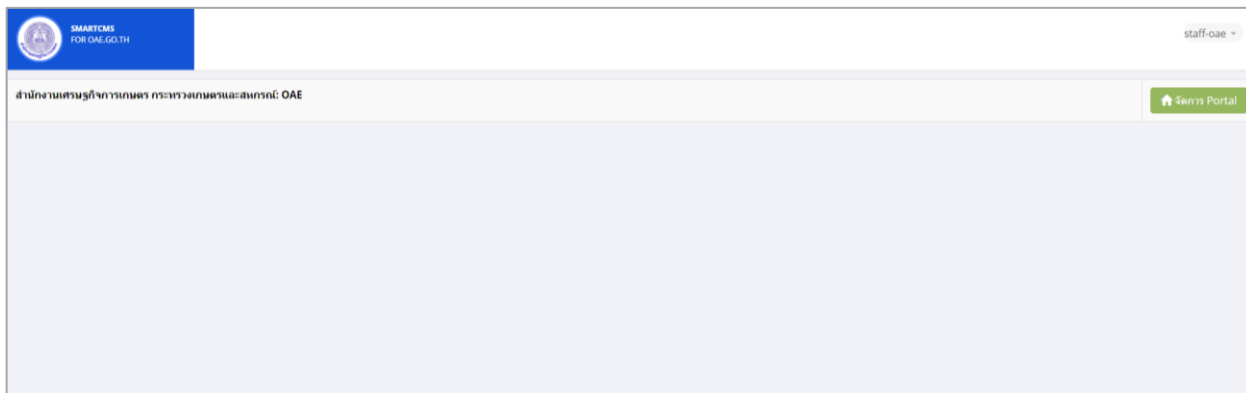 SMARTCMS
FOR OAE.GO.TH
staff-oae
สำนักงานเศรษฐกิจการเกษตร กระทรวงเกษตรและสหกรณ์: OAE
จัดการ Portal